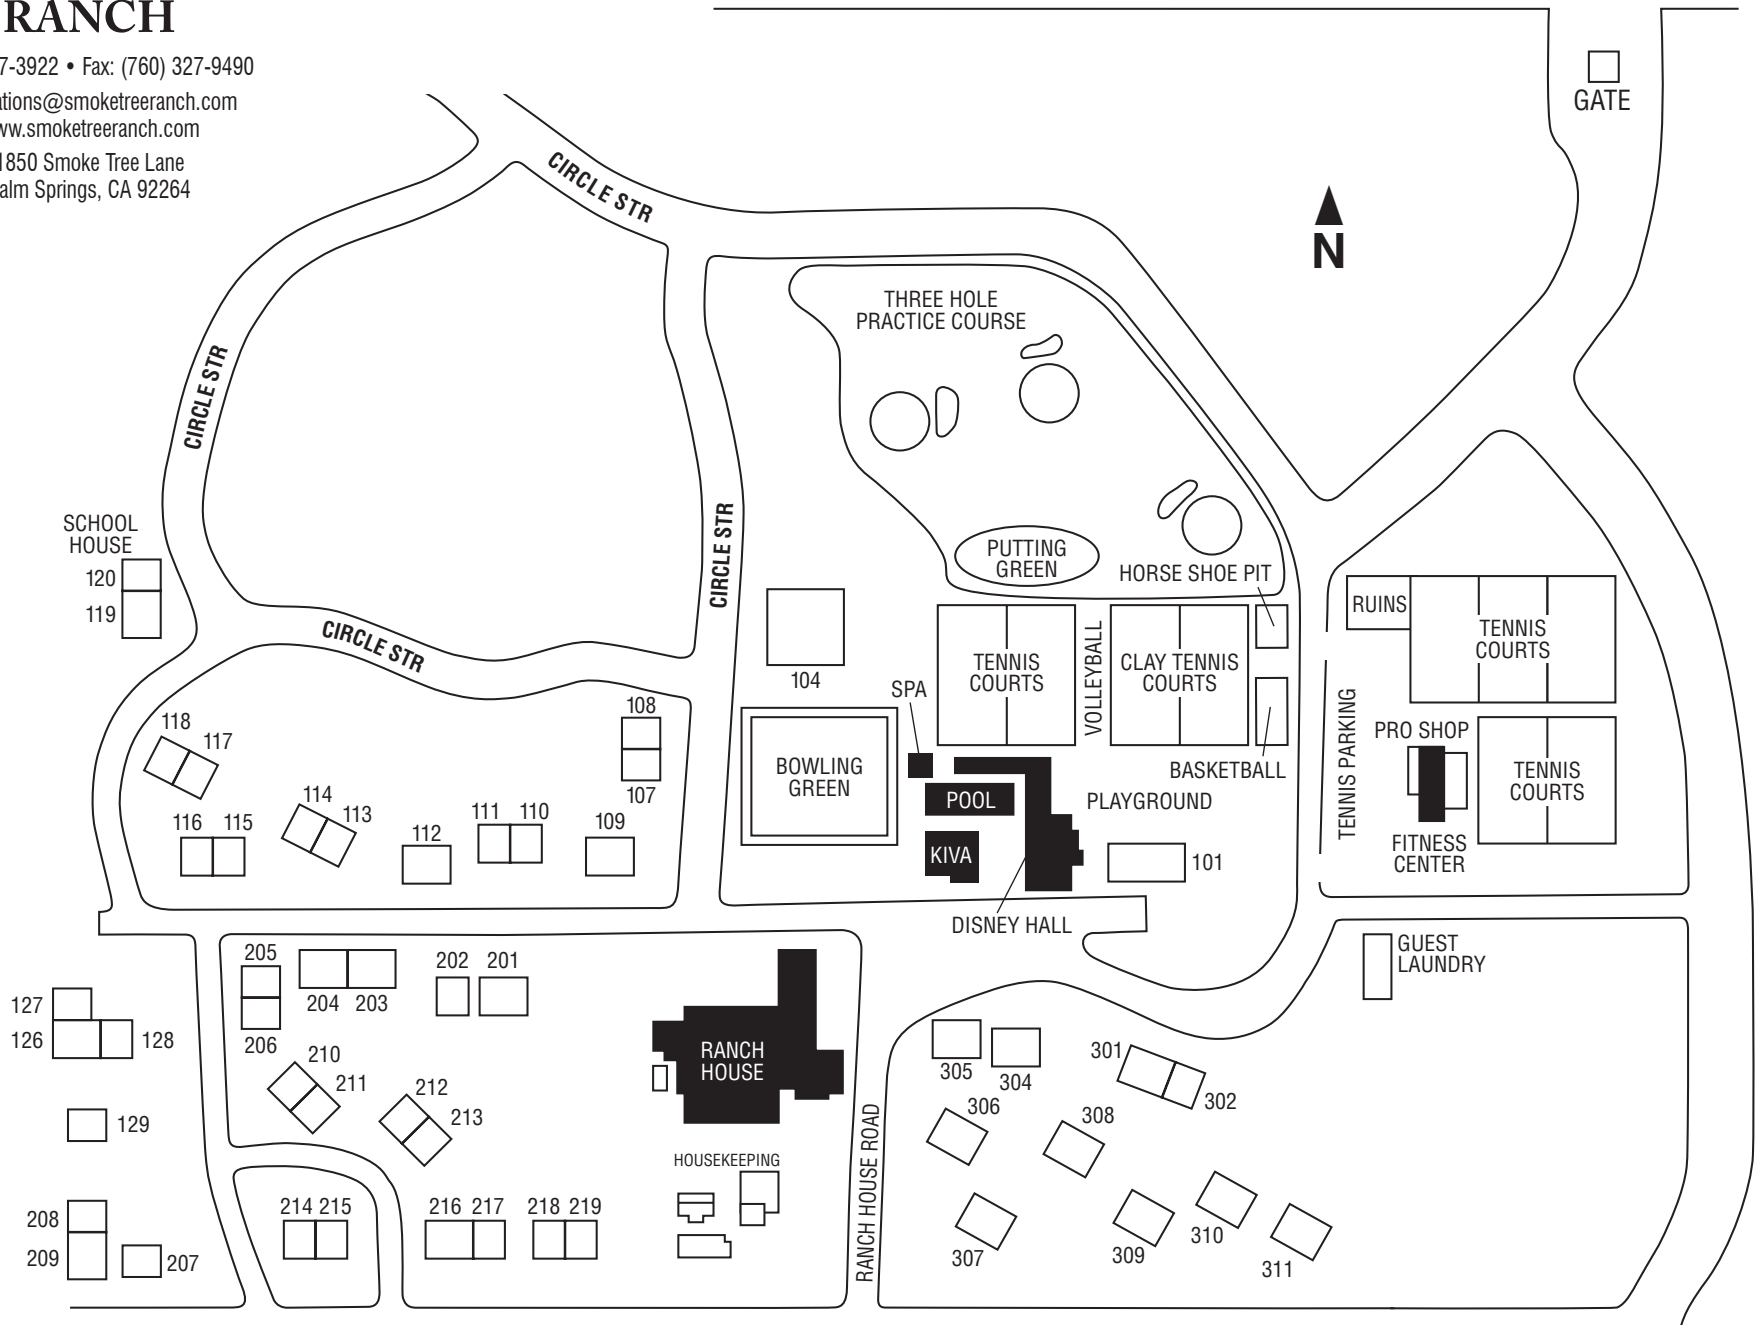 RANCH
7-3922 • Fax: (760) 327-9490
ations@smoketreeranch.com
ww.smoketreeranch.com
1850 Smoke Tree Lane
alm Springs, CA 92264
GATE
CIRCLE STR
N
THREE HOLE
PRACTICE COURSE
CIRCLE STR
SCHOOL
HOUSE
120
119
CIRCLE STR
PUTTING
GREEN
HORSE SHOE PIT
RUINS
TENNIS
COURTS
CIRCLE STR
104
SPA
TENNIS
COURTS
VOLLEYBALL
CLAY TENNIS
COURTS
118
117
108
107
BOWLING
GREEN
BASKETBALL
TENNIS PARKING
PRO SHOP
TENNIS
COURTS
POOL
PLAYGROUND
114
113
116
115
112
111
110
109
KIVA
101
FITNESS
CENTER
DISNEY HALL
GUEST
LAUNDRY
205
206
204
203
202
201
127
126
128
RANCH
HOUSE
210
211
212
213
129
305
304
301
302
306
308
HOUSEKEEPING
RANCH HOUSE ROAD
208
209
207
214
215
216
217
218
219
307
309
310
311